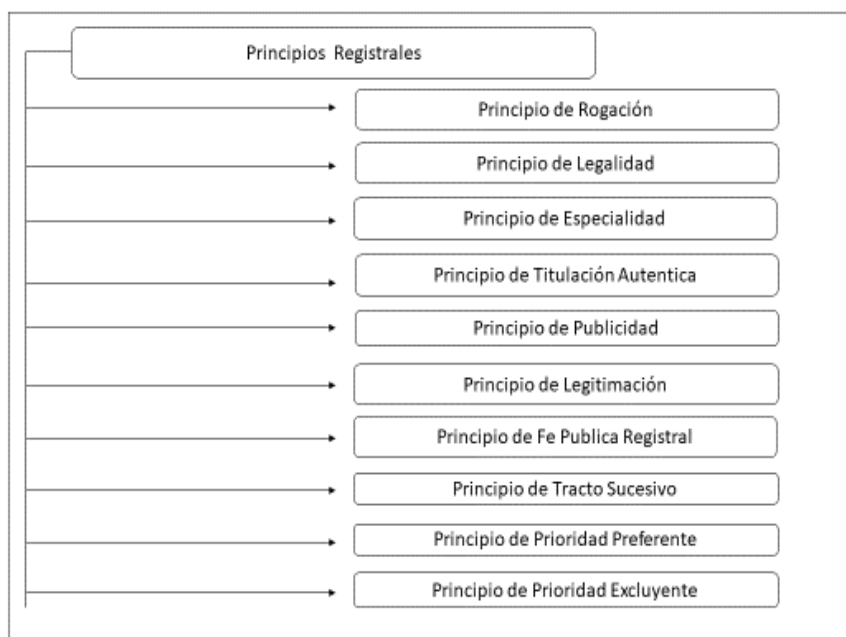 Principios Registrales
Principio de Rogación
Principio de Legalidad
Principio de Especialidad
Principio de Titulación Autentica
Principio de Publicidad
Principio de Legitimación
Principio de Fe Publica Registral
Principio de Tracto Sucesivo
Principio de Prioridad Preferente
Principio de Prioridad Excluyente